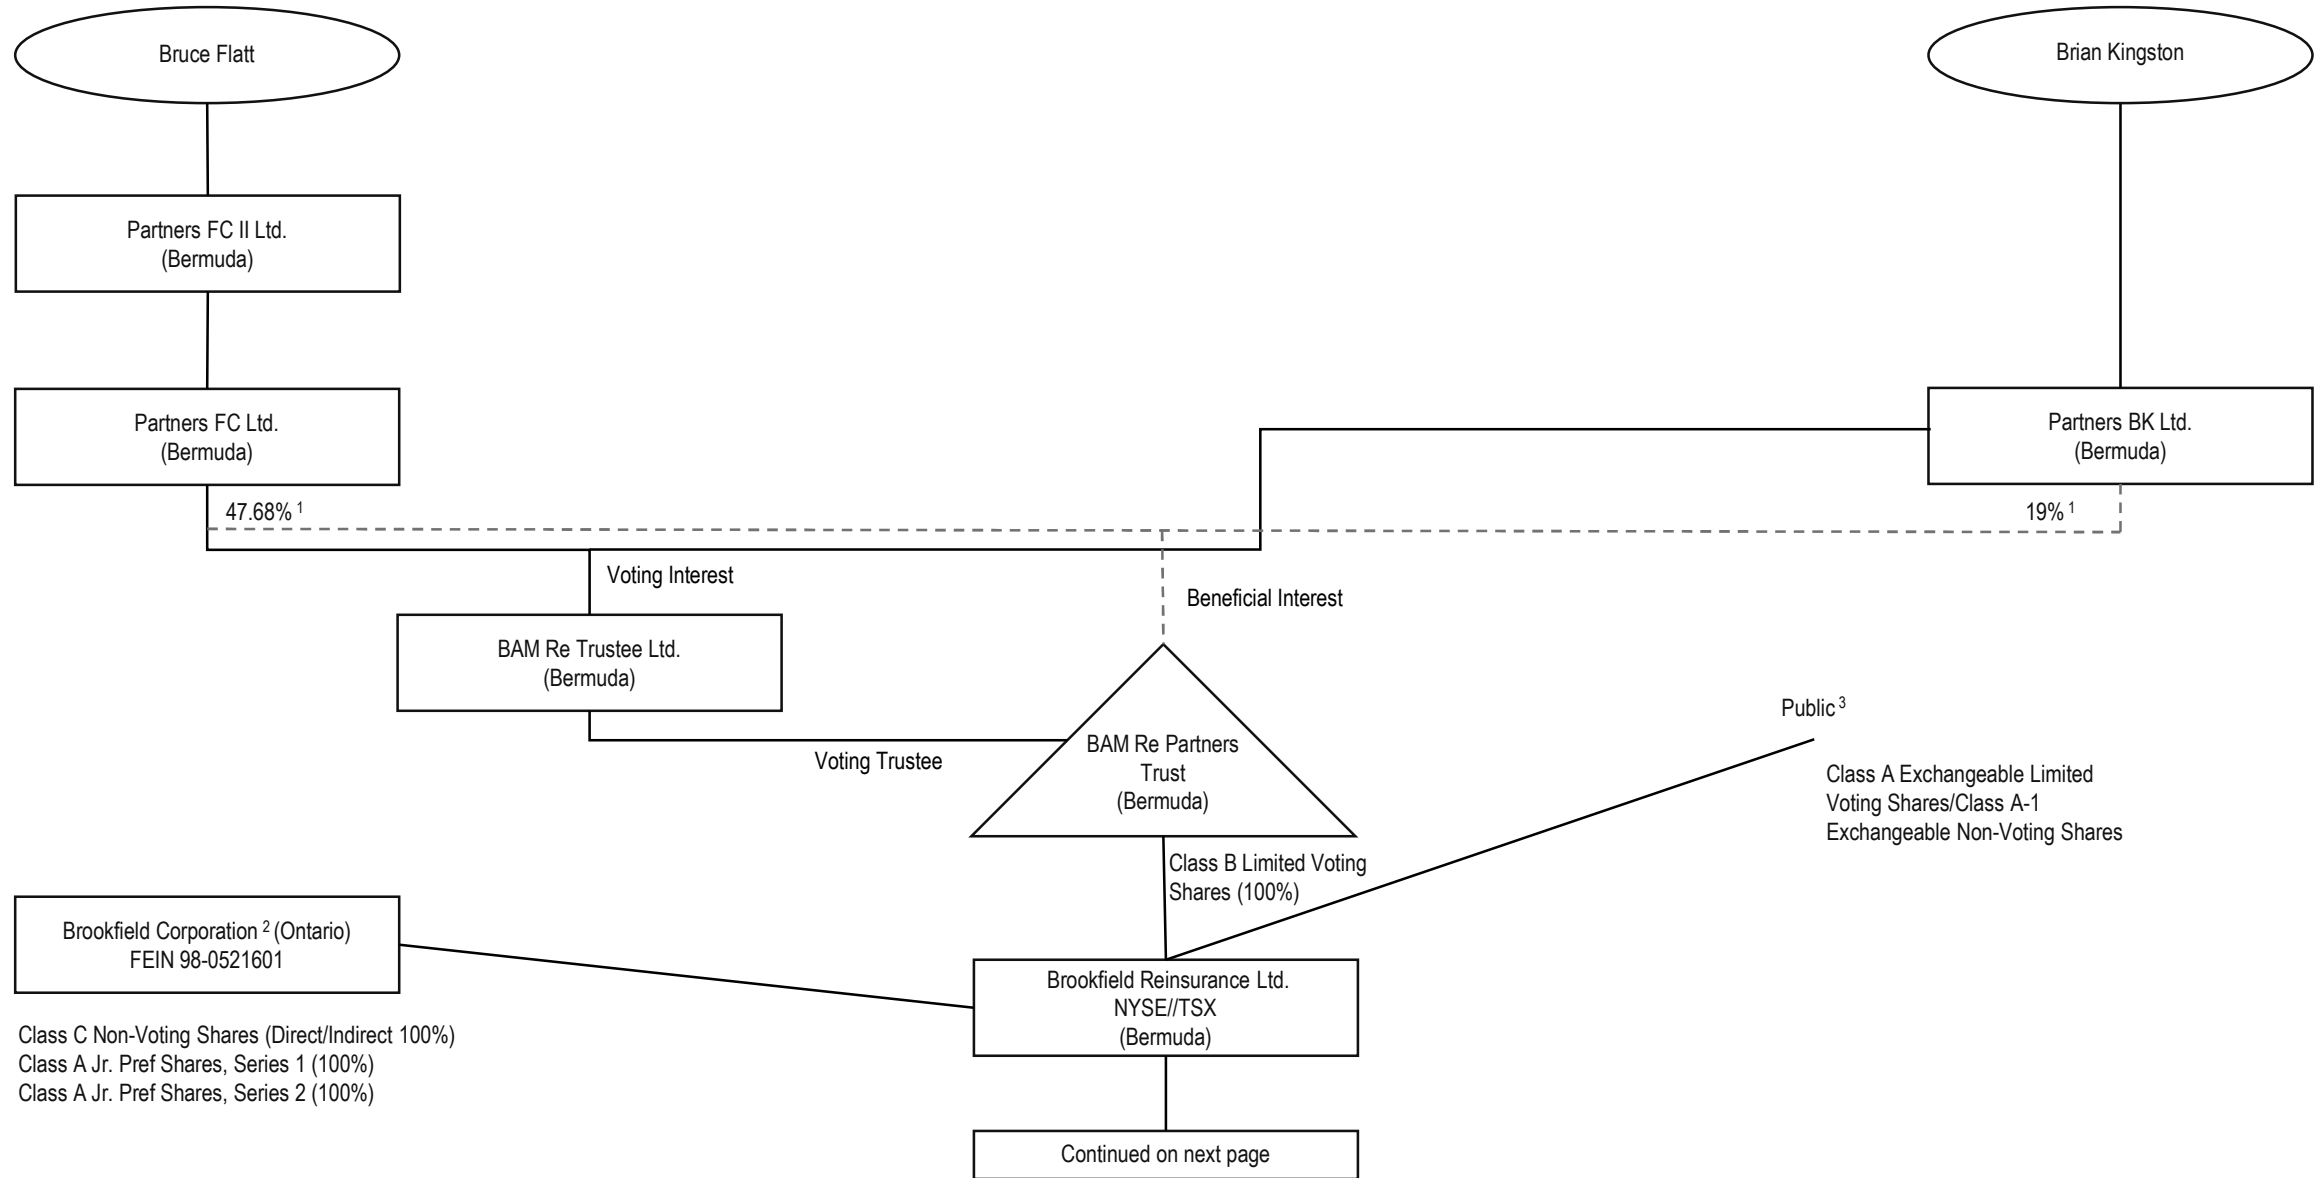 Bruce Flatt
Brian Kingston
Partners FC II Ltd.
(Bermuda)
Partners FC Ltd.
(Bermuda)
Partners BK Ltd.
(Bermuda)
47.68% 1
19% 1
Voting Interest
Beneficial Interest
BAM Re Trustee Ltd.
(Bermuda)
Voting Trustee
BAM Re Partners
Trust
(Bermuda)
Public 3
Class A Exchangeable Limited
Voting Shares/Class A-1
Exchangeable Non-Voting Shares
Class B Limited Voting
Shares (100%)
Brookfield Corporation 2 (Ontario)
FEIN 98-0521601
Class C Non-Voting Shares (Direct/Indirect 100%)
Class A Jr. Pref Shares, Series 1 (100%)
Class A Jr. Pref Shares, Series 2 (100%)
Brookfield Reinsurance Ltd.
NYSE//TSX
(Bermuda)
Continued on next page